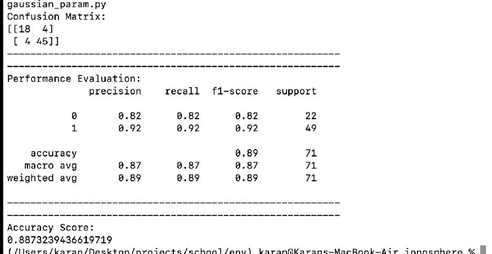 gaussian_param.py
Confusion Matrix:
[[18  4]
 [ 4 45]]
------------------------------------------------------
------------------------------------------------------
Performance Evaluation:
              precision    recall  f1-score   support

           0       0.82      0.82      0.82        22
           1       0.92      0.92      0.92        49

    accuracy                           0.89        71
   macro avg       0.87      0.87      0.87        71
weighted avg       0.89      0.89      0.89        71

------------------------------------------------------
------------------------------------------------------
Accuracy Score:
0.8873239436619719
(/Users/karan/Desktop/projects/school/env) karan@Karans-MacBook-Air ionosphere %